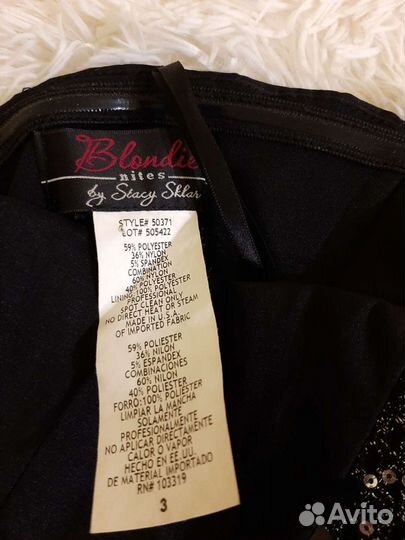 Blondie
nites
by Stacy Sklar
STYLE# 50371
LOT# 505422
59% POLYESTER
36% NYLON
5% SPANDEX
COMBINATION
60% NYLON
40% POLYESTER
LINING:100% POLYESTER
PROFESSIONAL
SPOT CLEAN ONLY
NO DIRECT HEAT OR STEAM
MADE IN U.S.A.
OF IMPORTED FABRIC
59% POLIESTER
36% NILON
5% ESPANDEX
COMBINACIONES
60% NILON
40% POLIESTER
FORRO:100% POLIESTER
LIMPIAR LA MANCHA
SOLAMENTE
PROFESIONALMENTE
NO APLICAR DIRECTAMENTE
CALOR O VAPOR
HECHO EN EE.UU.
DE MATERIAL IMPORTADO
RN# 103319
3
Avito